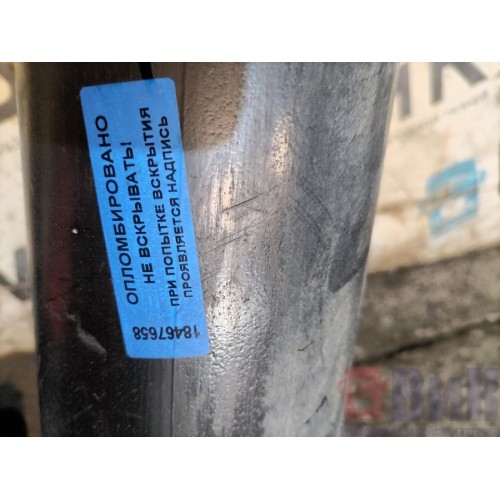 ОПЛОМБИРОВАНО
НЕ ВСКРЫВАТЬ!
ПРИ ПОПЫТКЕ ВСКРЫТИЯ
ПРОЯВЛЯЕТСЯ НАДПИСЬ
18467658